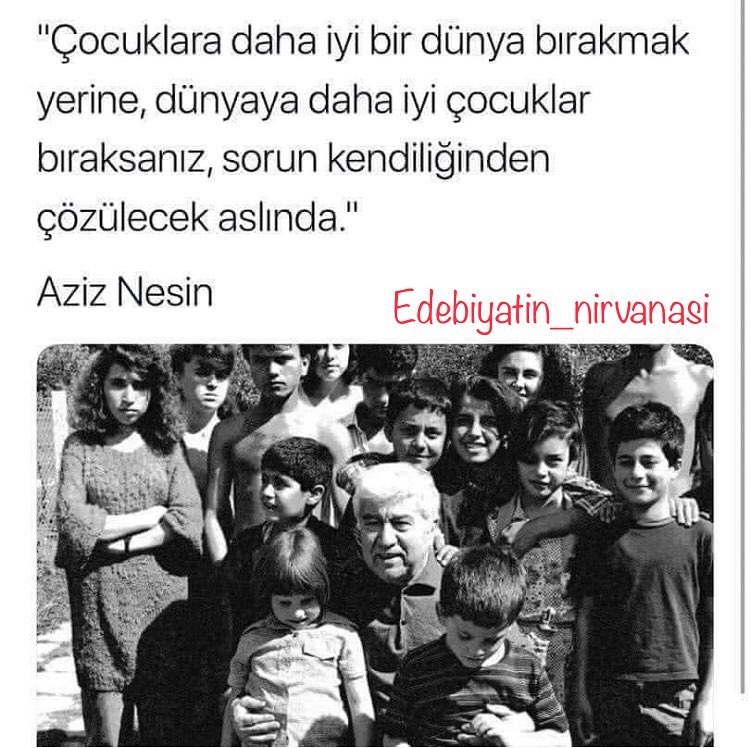 "Çocuklara daha iyi bir dünya bırakmak
yerine, dünyaya daha iyi çocuklar
bıraksanız, sorun kendiliğinden
çözülecek aslında."
Aziz Nesin
Edebiyatin_nirvanasi